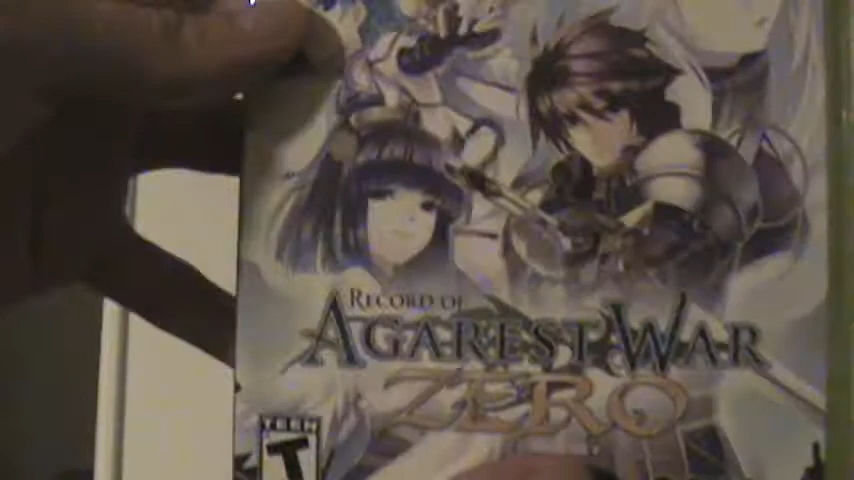 RECORD OF
AGAREST WAR
ZERO
TEEN
T